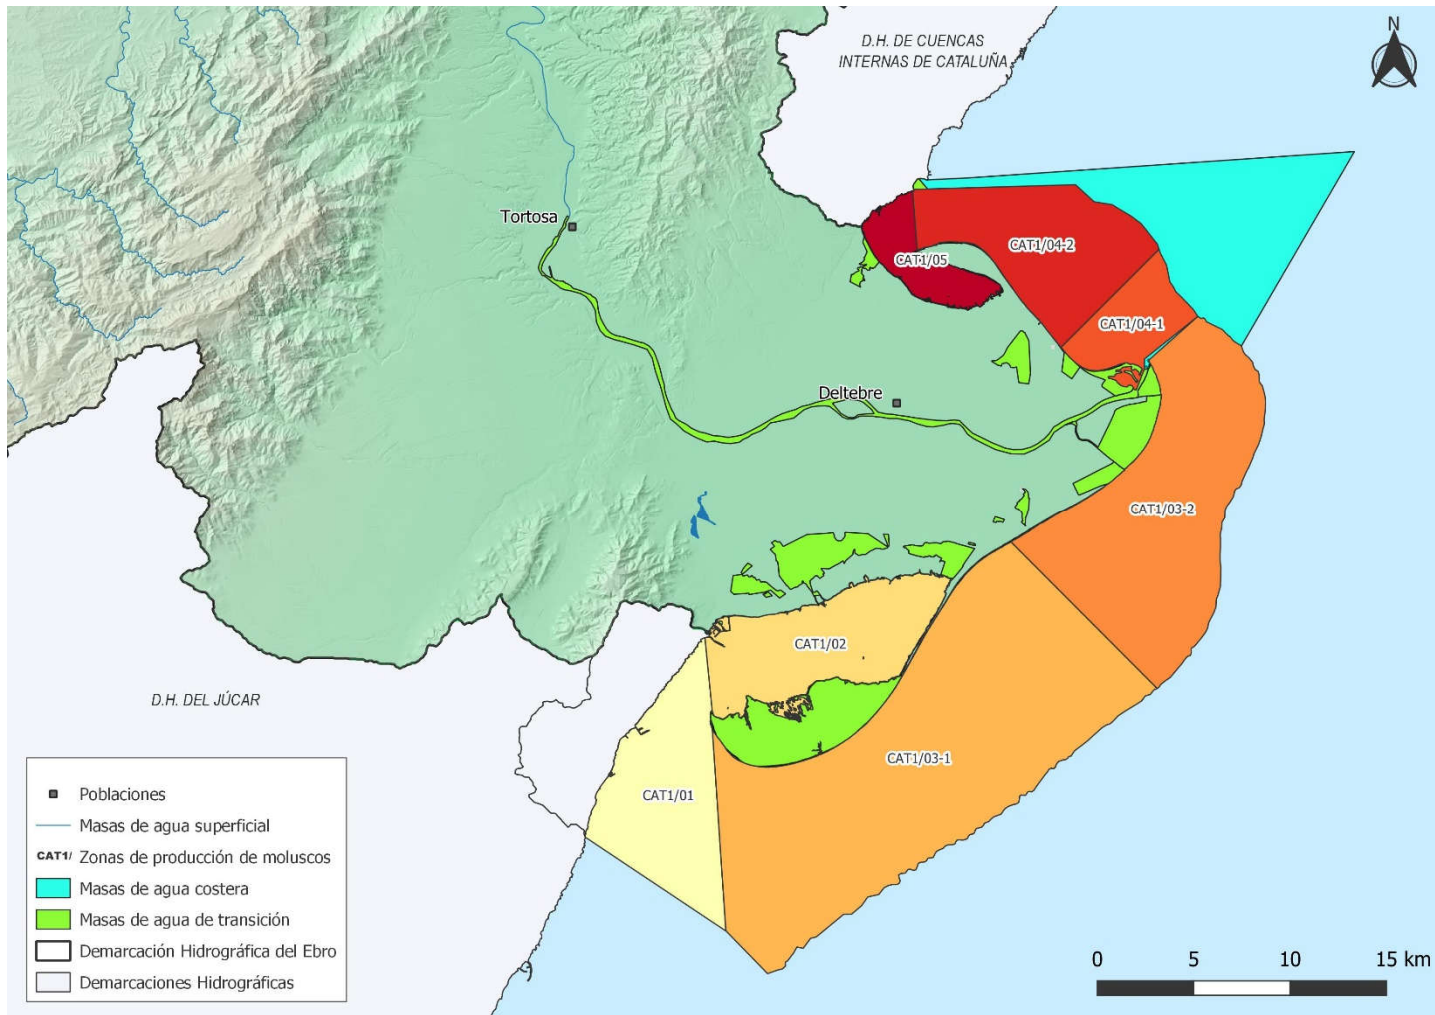 D.H. DE CUENCAS
INTERNAS DE CATALUÑA
N
Tortosa
CAT1/04-2
CAT1/05
CAT1/04-1
Deltebre
CAT1/03-2
CAT1/02
D.H. DEL JÚCAR
CAT1/03-1
CAT1/01
Poblaciones
Masas de agua superficial
CAT1/ Zonas de producción de moluscos
Masas de agua costera
Masas de agua de transición
Demarcación Hidrográfica del Ebro
Demarcaciones Hidrográficas
0 5 10 15 km